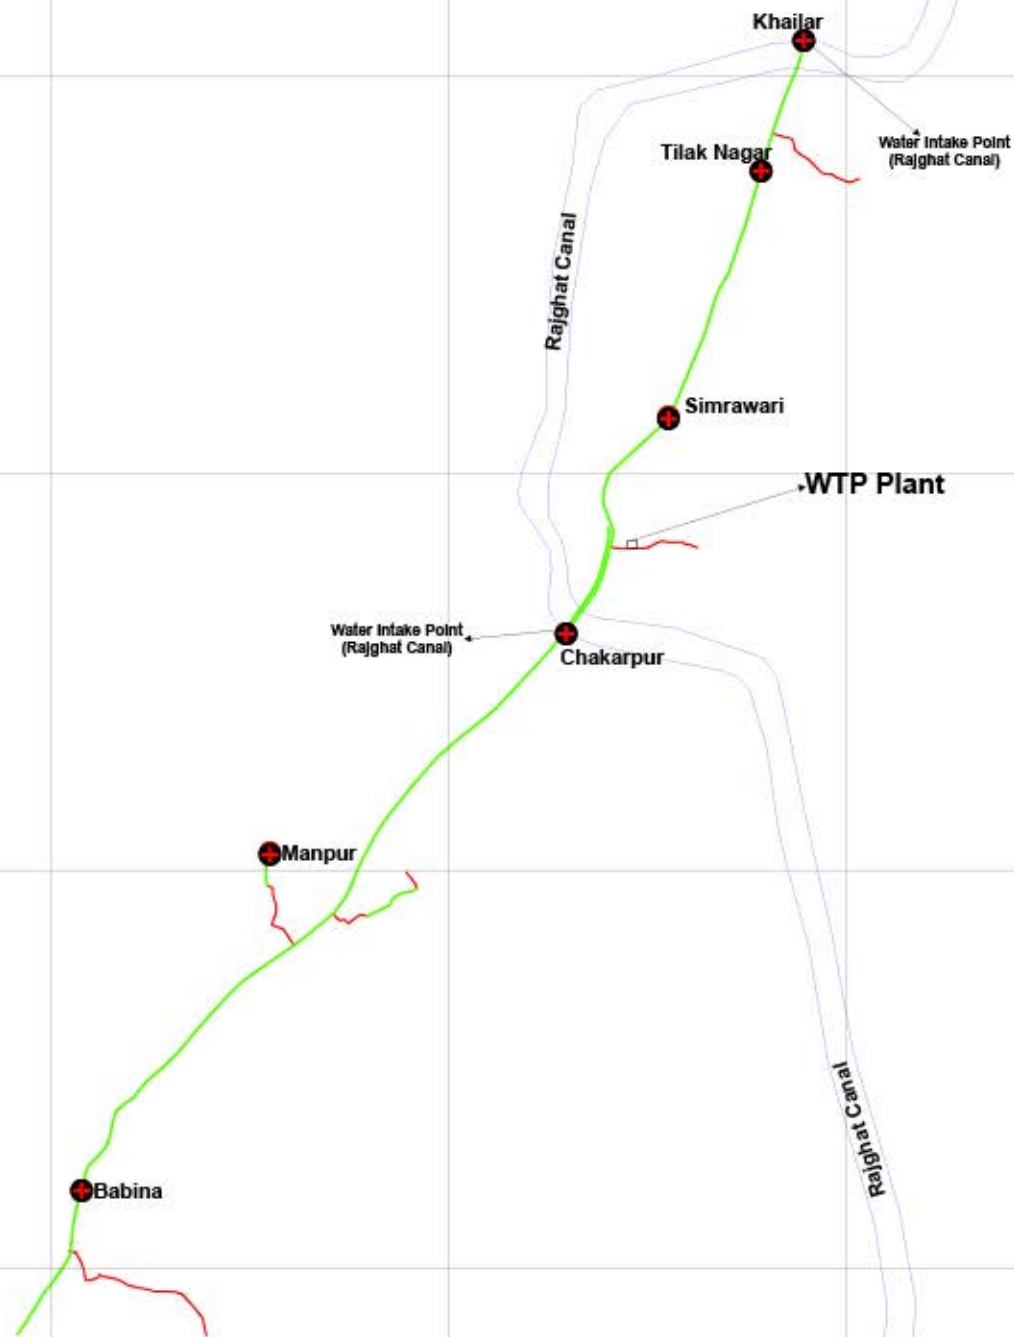 Khailar
Water Intake Point
(Rajghat Canal)
Tilak Nagar
Rajghat Canal
Simrawari
WTP Plant
Water Intake Point
(Rajghat Canal)
Chakarpur
Manpur
Rajghat Canal
Babina